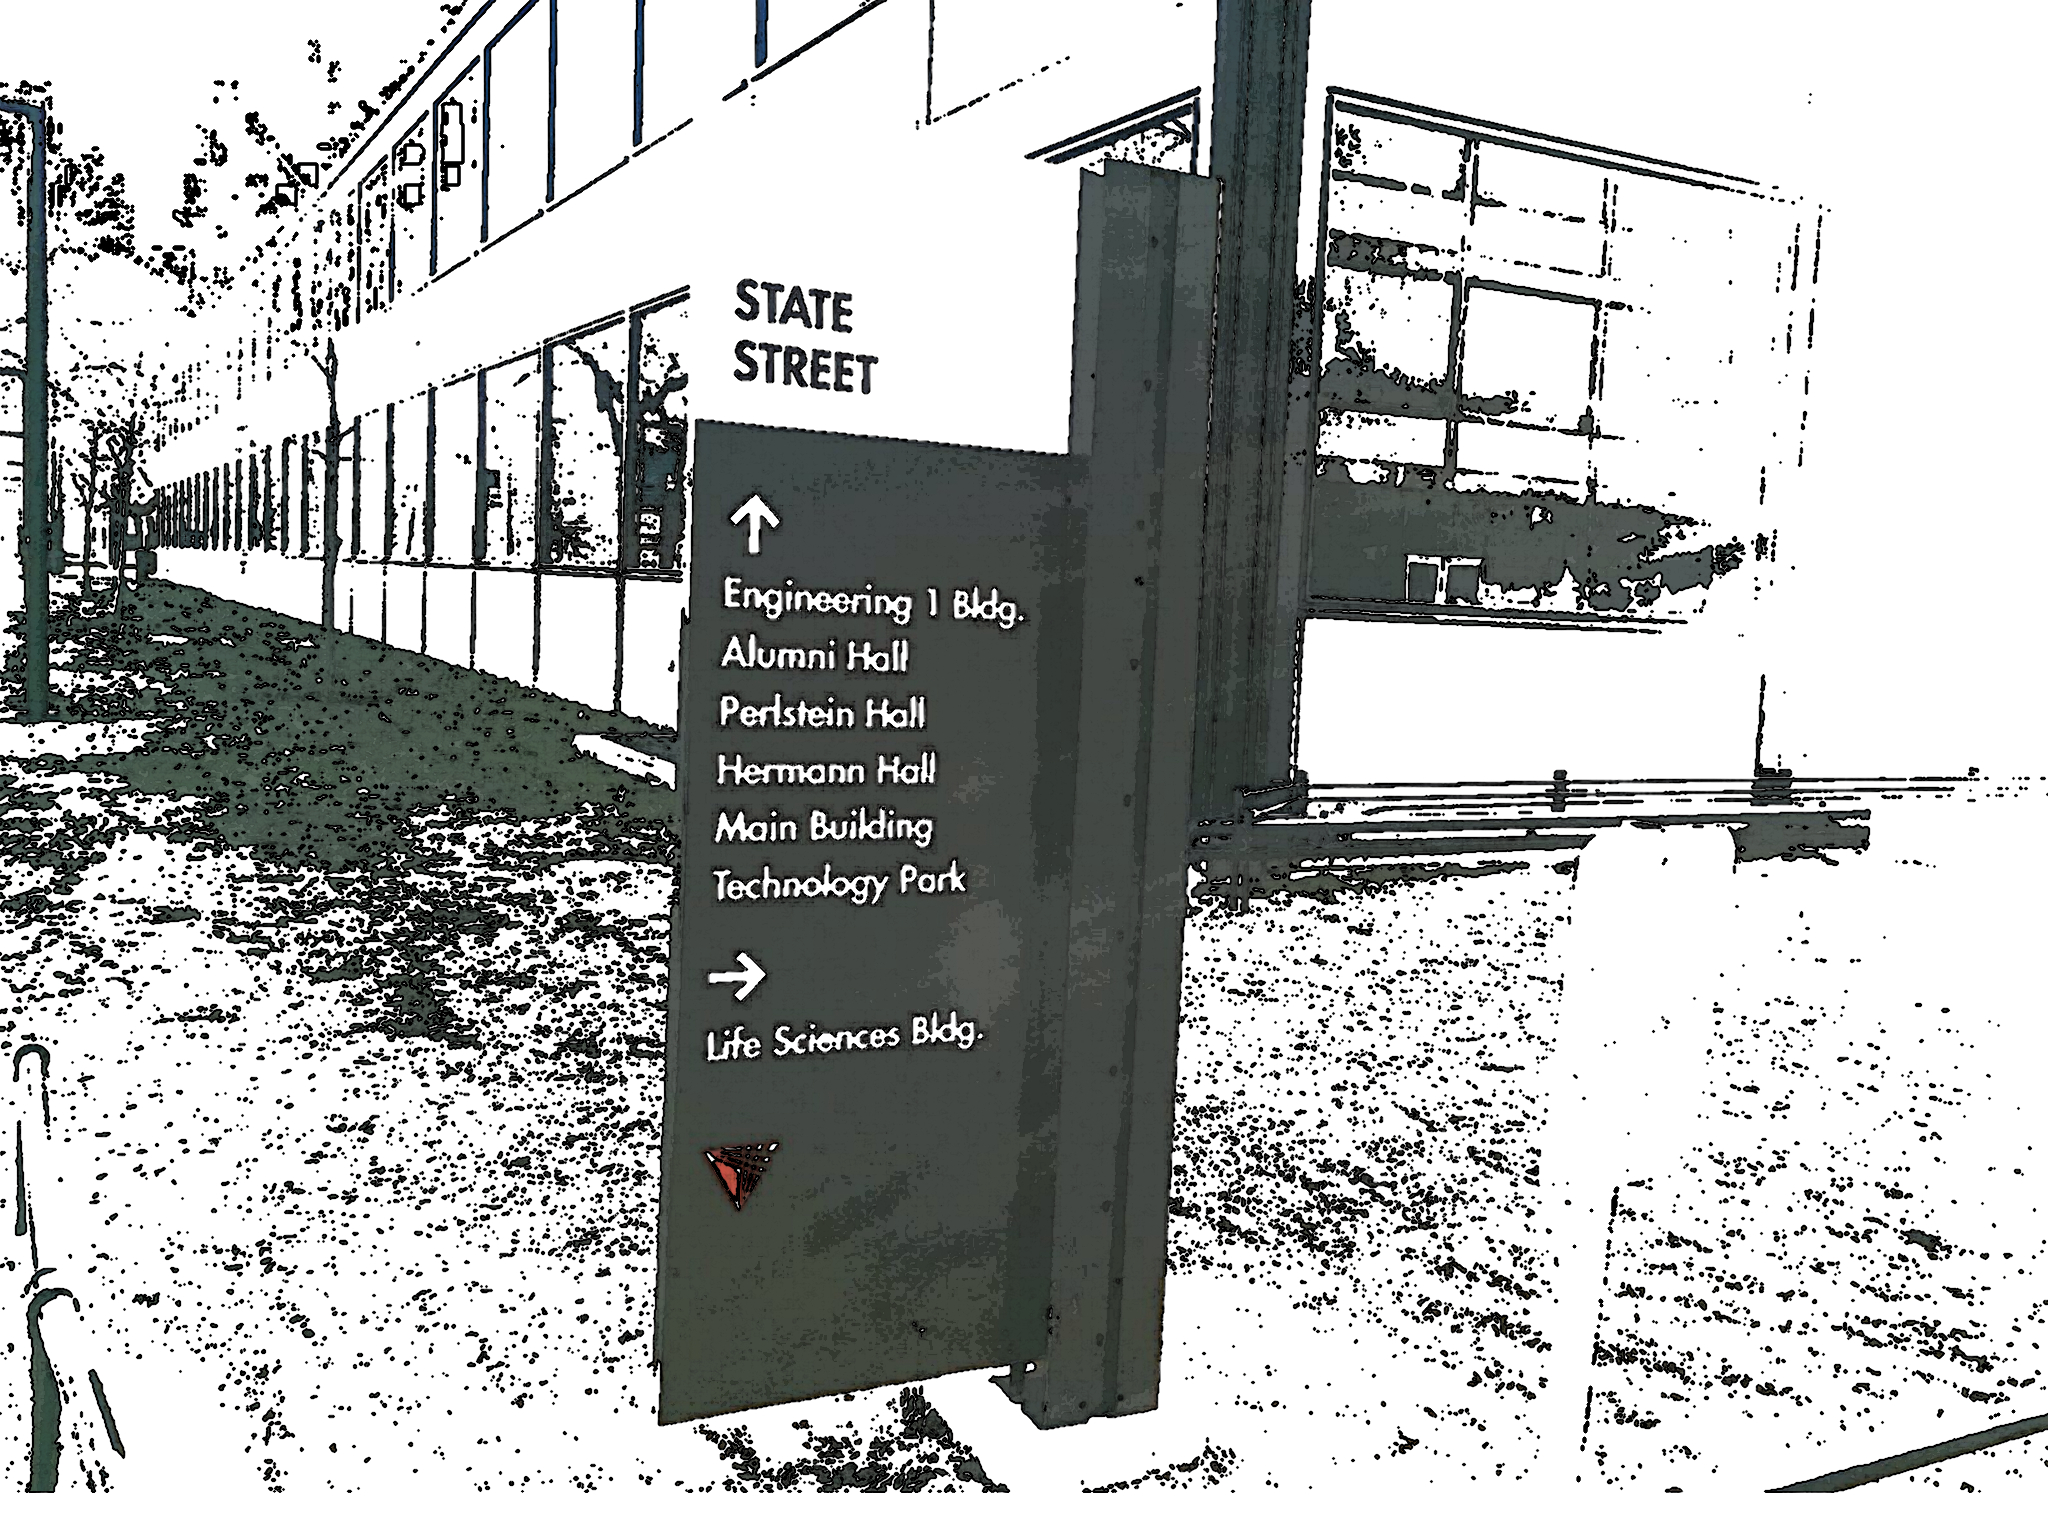 STATE
STREET
Engineering 1 Bldg.
Alumni Hall
Perlstein Hall
Hermann Hall
Main Building
Technology Park
Life Sciences Bldg.